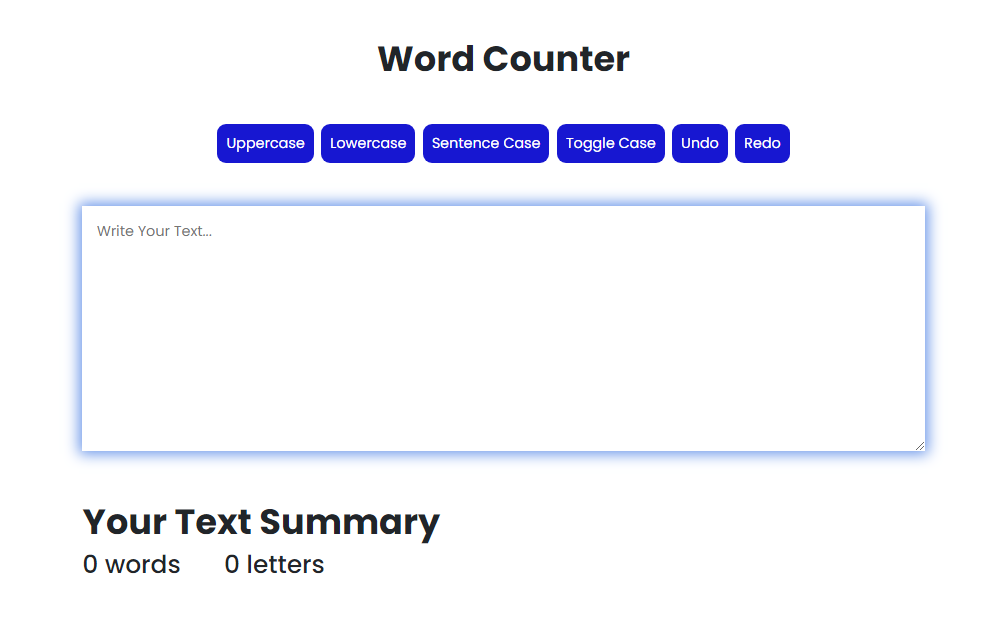 Word Counter
Uppercase Lowercase Sentence Case Toggle Case Undo Redo
Write Your Text...
Your Text Summary
0 words 0 letters